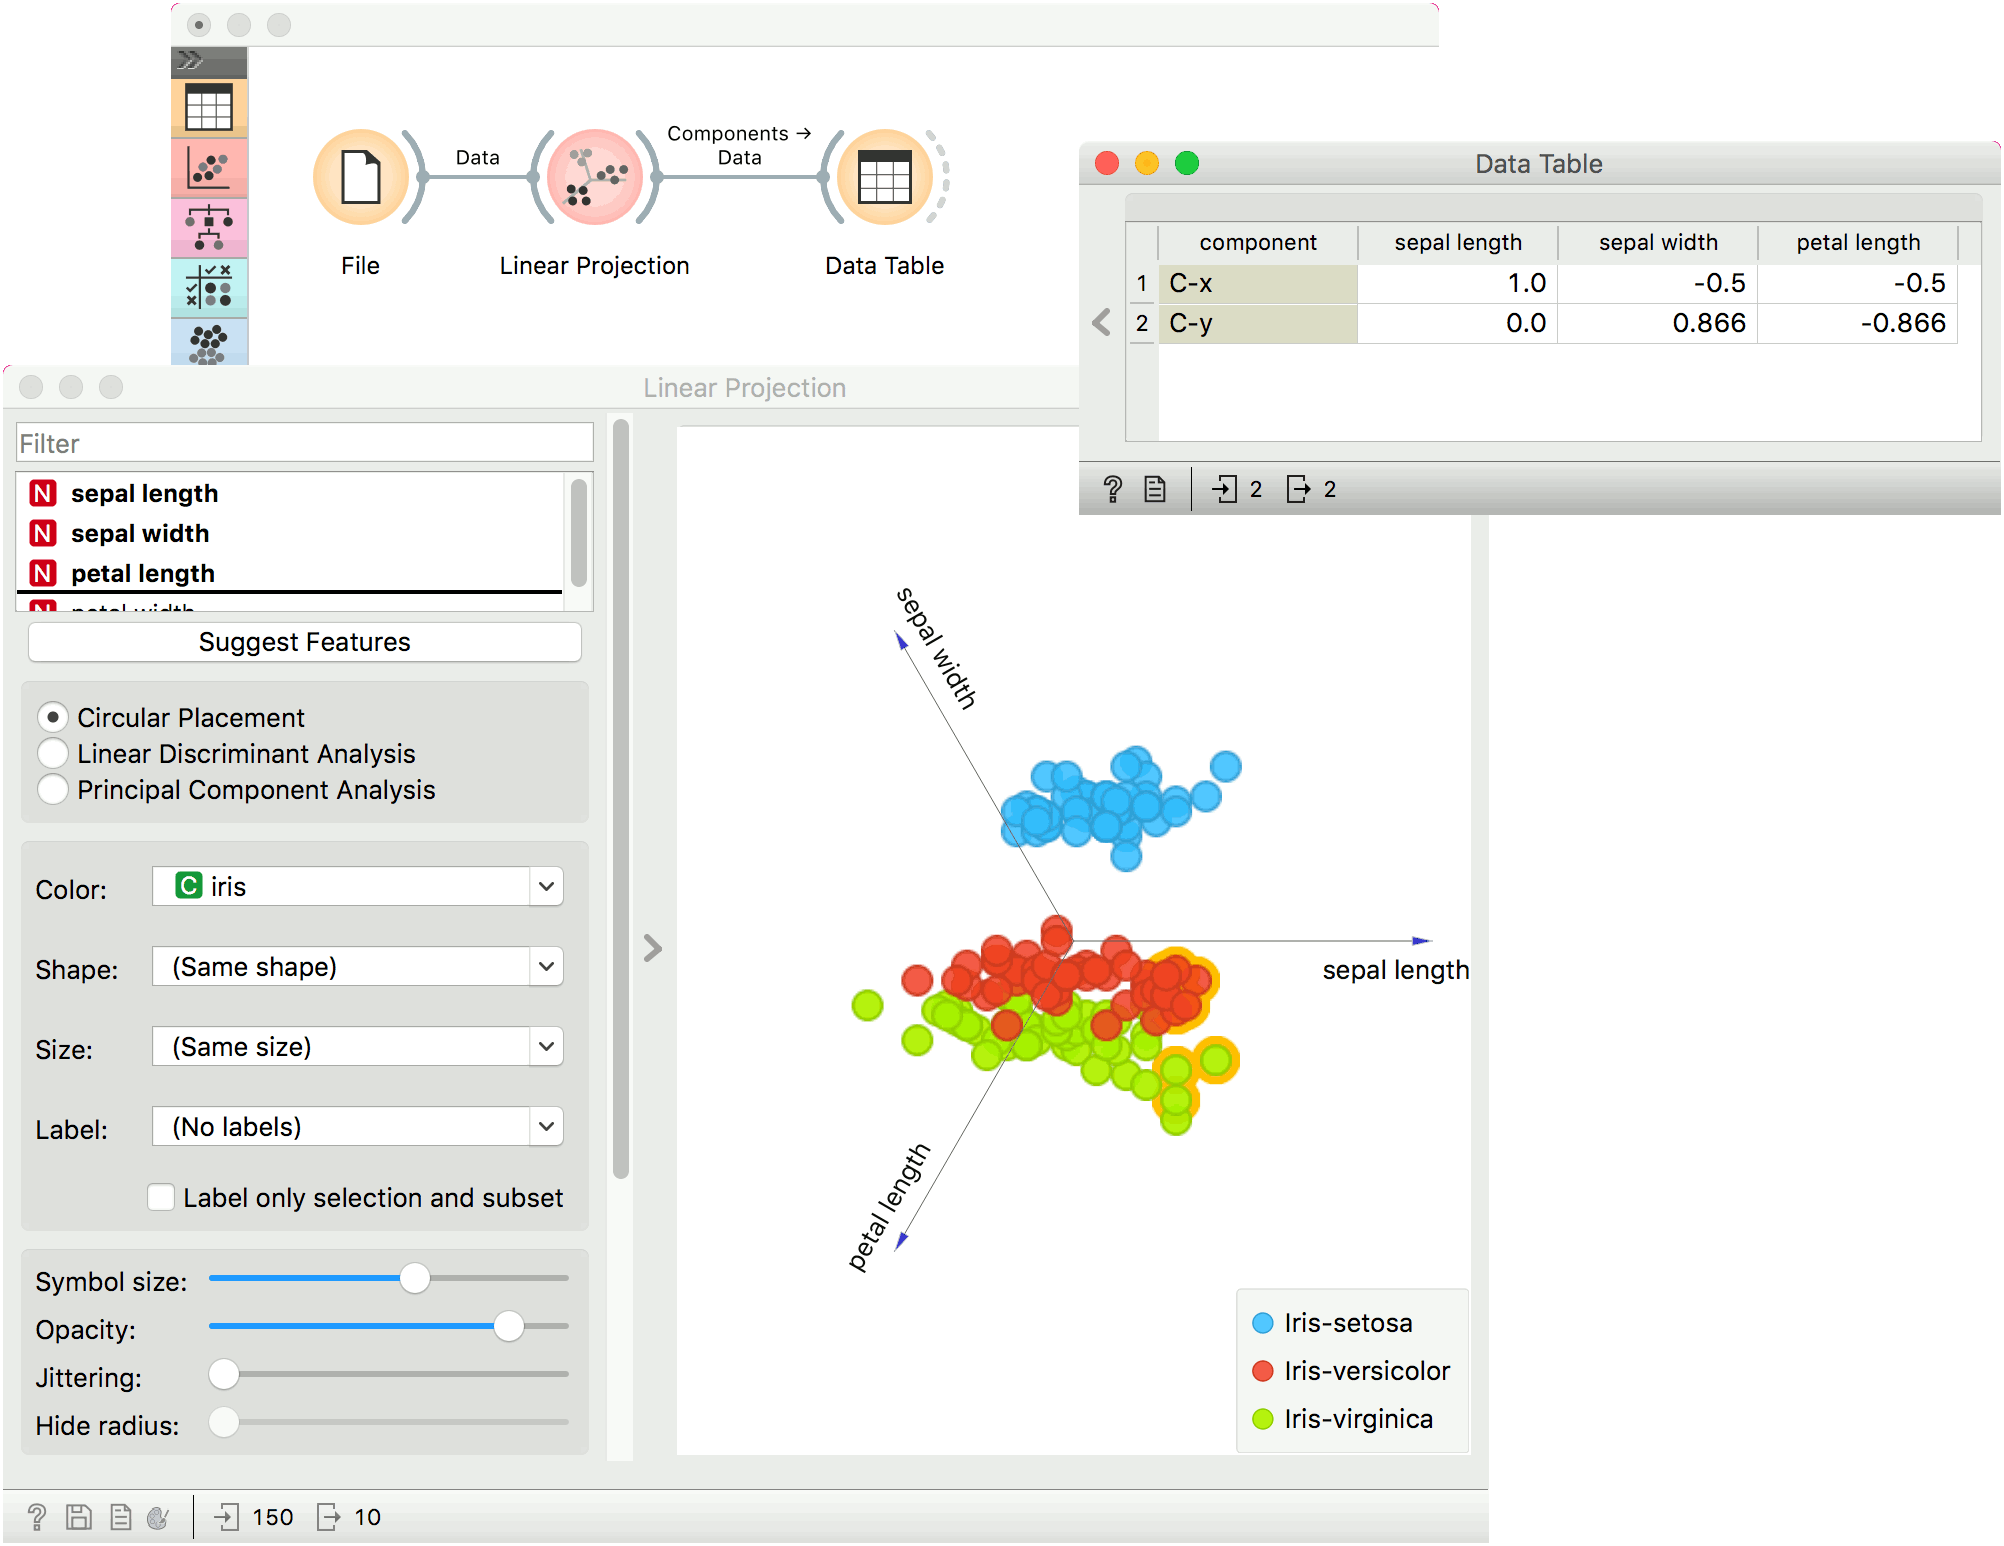 Data
Components →
Data
File
Linear Projection
Data Table
Data Table
component sepal length sepal width petal length
1 C-x 1.0 -0.5 -0.5
2 C-y 0.0 0.866 -0.866
? 2 2
Linear Projection
Filter
N sepal length
N sepal width
N petal length
N petal width
Suggest Features
Circular Placement
Linear Discriminant Analysis
Principal Component Analysis
Color: C iris
Shape: (Same shape)
Size: (Same size)
Label: (No labels)
Label only selection and subset
Symbol size:
Opacity:
Jittering:
Hide radius:
sepal width
sepal length
petal length
Iris-setosa
Iris-versicolor
Iris-virginica
? 150 10